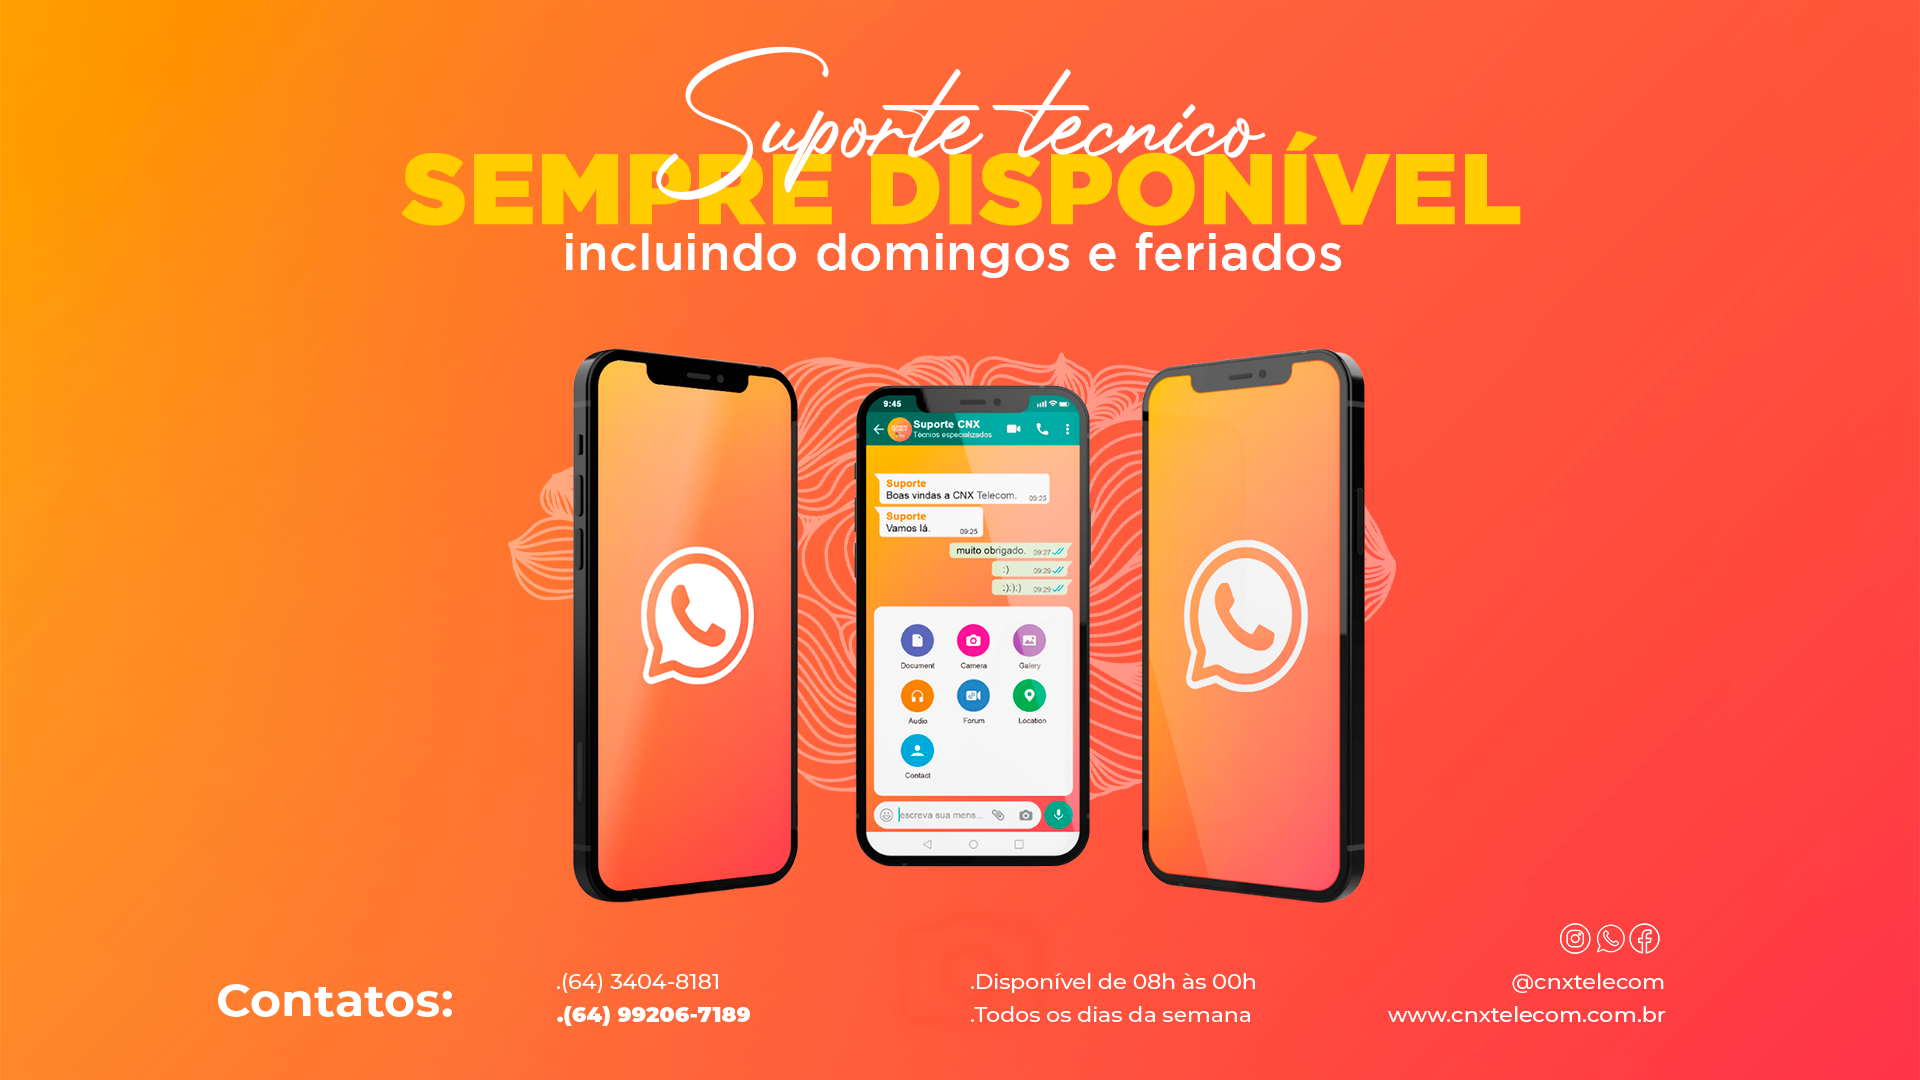 Suporte tecnico
SEMPRE DISPONÍVEL
incluindo domingos e feriados
9:45
Suporte CNX
Técnios especializados
Suporte
Boas vindas a CNX Telecom. 09:25
Suporte
Vamos lá. 09:25
muito obrigado. 09:27
:) 09:29
;);):) 09:29
Document Camera Galery
Audio Forum Location
Contact
escreva sua mens...
Contatos:
.(64) 3404-8181
.(64) 99206-7189
.Disponível de 08h às 00h
.Todos os dias da semana
@cnxtelecom
www.cnxtelecom.com.br